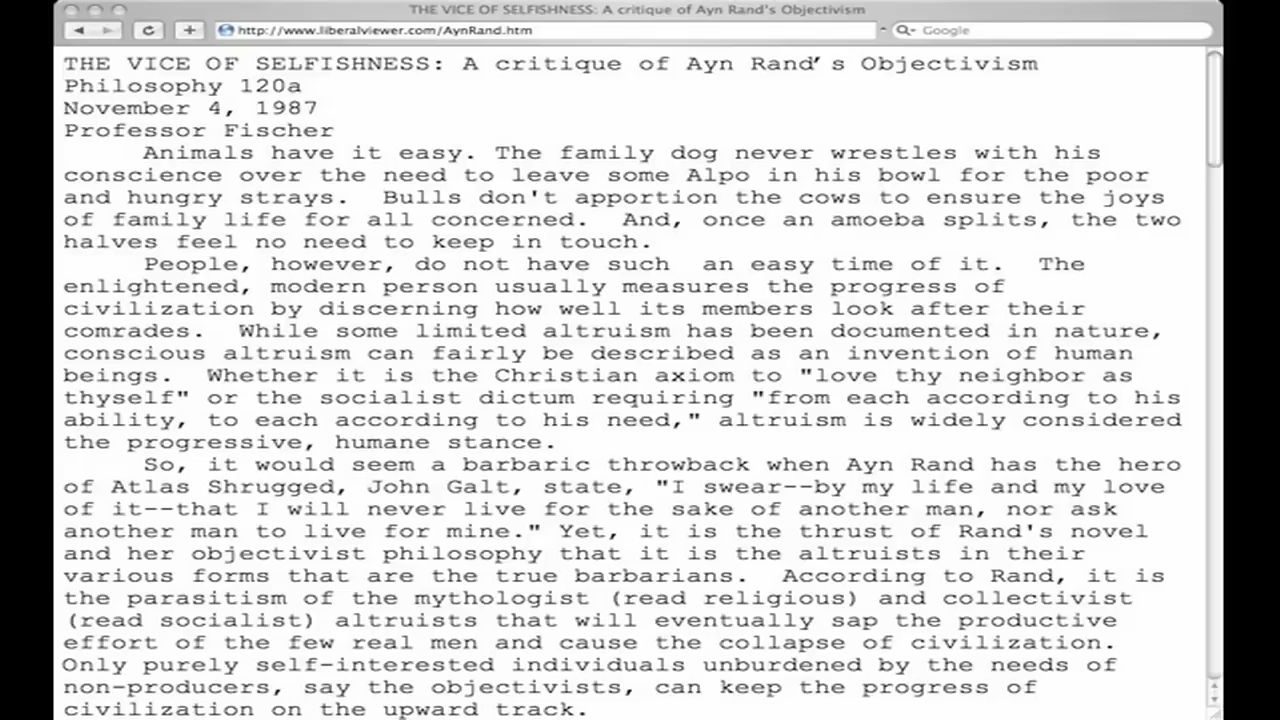 THE VICE OF SELFISHNESS: A critique of Ayn Rand's Objectivism
http://www.liberalviewer.com/AynRand.htm
Google
THE VICE OF SELFISHNESS: A critique of Ayn Rand's Objectivism
Philosophy 120a
November 4, 1987
Professor Fischer
Animals have it easy. The family dog never wrestles with his
conscience over the need to leave some Alpo in his bowl for the poor
and hungry strays. Bulls don't apportion the cows to ensure the joys
of family life for all concerned. And, once an amoeba splits, the two
halves feel no need to keep in touch.
People, however, do not have such an easy time of it. The
enlightened, modern person usually measures the progress of
civilization by discerning how well its members look after their
comrades. While some limited altruism has been documented in nature,
conscious altruism can fairly be described as an invention of human
beings. Whether it is the Christian axiom to "love thy neighbor as
thyself" or the socialist dictum requiring "from each according to his
ability, to each according to his need," altruism is widely considered
the progressive, humane stance.
So, it would seem a barbaric throwback when Ayn Rand has the hero
of Atlas Shrugged, John Galt, state, "I swear--by my life and my love
of it--that I will never live for the sake of another man, nor ask
another man to live for mine." Yet, it is the thrust of Rand's novel
and her objectivist philosophy that it is the altruists in their
various forms that are the true barbarians. According to Rand, it is
the parasitism of the mythologist (read religious) and collectivist
(read socialist) altruists that will eventually sap the productive
effort of the few real men and cause the collapse of civilization.
Only purely self-interested individuals unburdened by the needs of
non-producers, say the objectivists, can keep the progress of
civilization on the upward track.